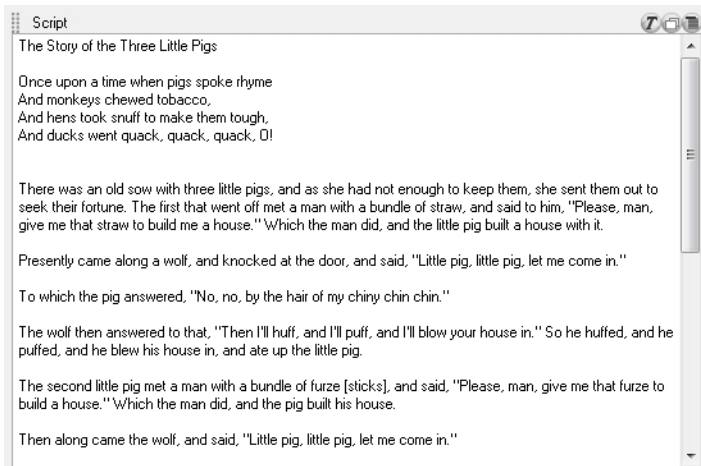 Script
The Story of the Three Little Pigs
Once upon a time when pigs spoke rhyme
And monkeys chewed tobacco,
And hens took snuff to make them tough,
And ducks went quack, quack, quack, O!
There was an old sow with three little pigs, and as she had not enough to keep them, she sent them out to
seek their fortune. The first that went off met a man with a bundle of straw, and said to him, "Please, man,
give me that straw to build me a house." Which the man did, and the little pig built a house with it.
Presently came along a wolf, and knocked at the door, and said, "Little pig, little pig, let me come in."
To which the pig answered, "No, no, by the hair of my chiny chin chin."
The wolf then answered to that, "Then I'll huff, and I'll puff, and I'll blow your house in." So he huffed, and he
puffed, and he blew his house in, and ate up the little pig.
The second little pig met a man with a bundle of furze [sticks], and said, "Please, man, give me that furze to
build a house." Which the man did, and the pig built his house.
Then along came the wolf, and said, "Little pig, little pig, let me come in."